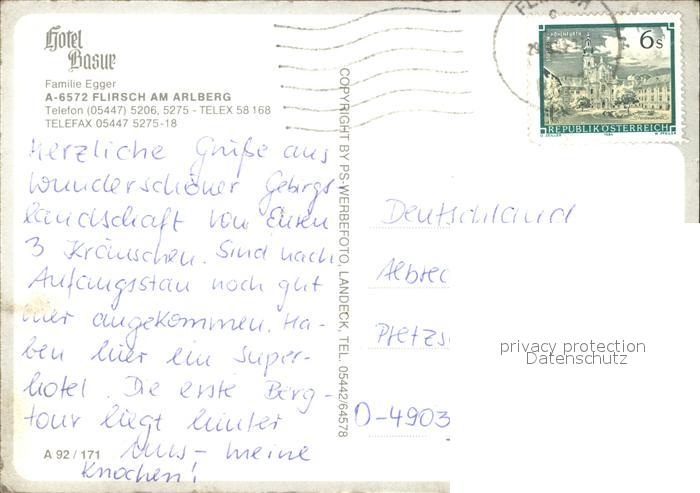 Hotel
Basur
Familie Egger
A-6572 FLIRSCH AM ARLBERG
Telefon (05447) 5206, 5275 - TELEX 58 168
TELEFAX 05447 5275-18
Herzliche Grüße aus
wunderschöner Gebirgs
landschaft von Euren
3 Kränschen. Sind nach
Anfangsstau noch gut
hier angekommen. Ha-
ben hier ein Super-
hotel. Die erste Berg-
tour liegt hinter
uns - meine
Knochen!
A 92 / 171
COPYRIGHT BY PS-WERBEFOTO, LANDECK, TEL. 05442/64578
6s
REPUBLIK ÖSTERREICH
Deutschland
Albrec
Pretzs
D-4903
privacy protection
Datenschutz